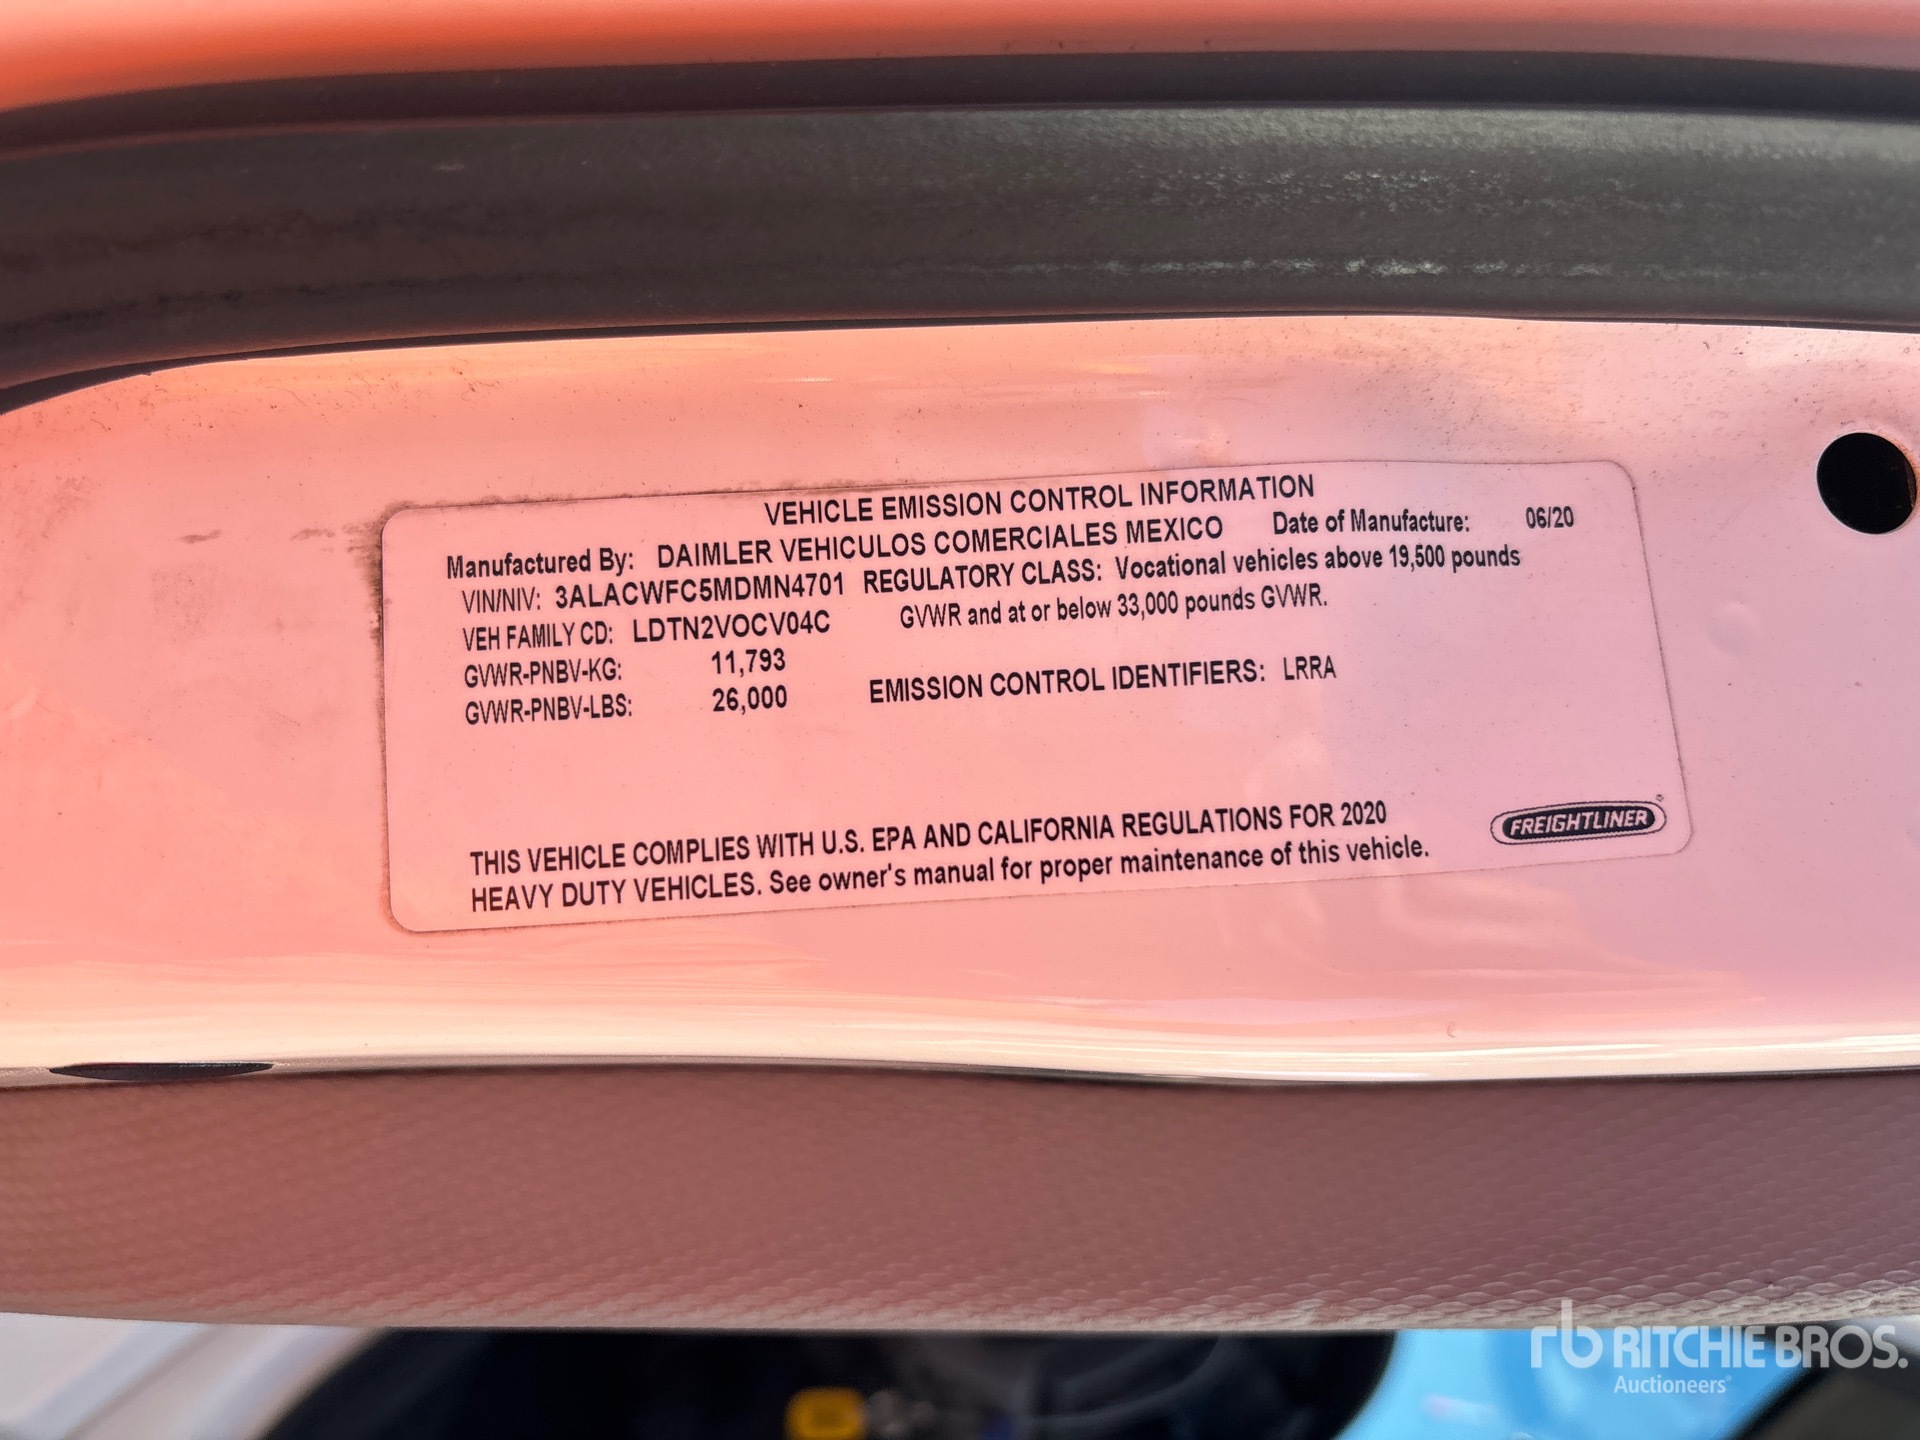 VEHICLE EMISSION CONTROL INFORMATION
Manufactured By: DAIMLER VEHICULOS COMERCIALES MEXICO Date of Manufacture: 06/20
VIN/NIV: 3ALACWFC5MDMN4701 REGULATORY CLASS: Vocational vehicles above 19,500 pounds
VEH FAMILY CD: LDTN2VOCV04C GVWR and at or below 33,000 pounds GVWR.
GVWR-PNBV-KG: 11,793
GVWR-PNBV-LBS: 26,000 EMISSION CONTROL IDENTIFIERS: LRRA
THIS VEHICLE COMPLIES WITH U.S. EPA AND CALIFORNIA REGULATIONS FOR 2020
HEAVY DUTY VEHICLES. See owner's manual for proper maintenance of this vehicle.
FREIGHTLINER®
rb RITCHIE BROS.
Auctioneers®